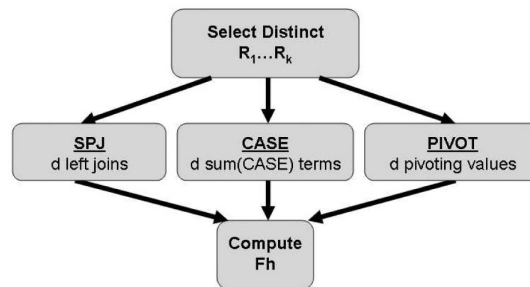 Select Distinct
R1…Rk
SPJ
d left joins
CASE
d sum(CASE) terms
PIVOT
d pivoting values
Compute
Fh